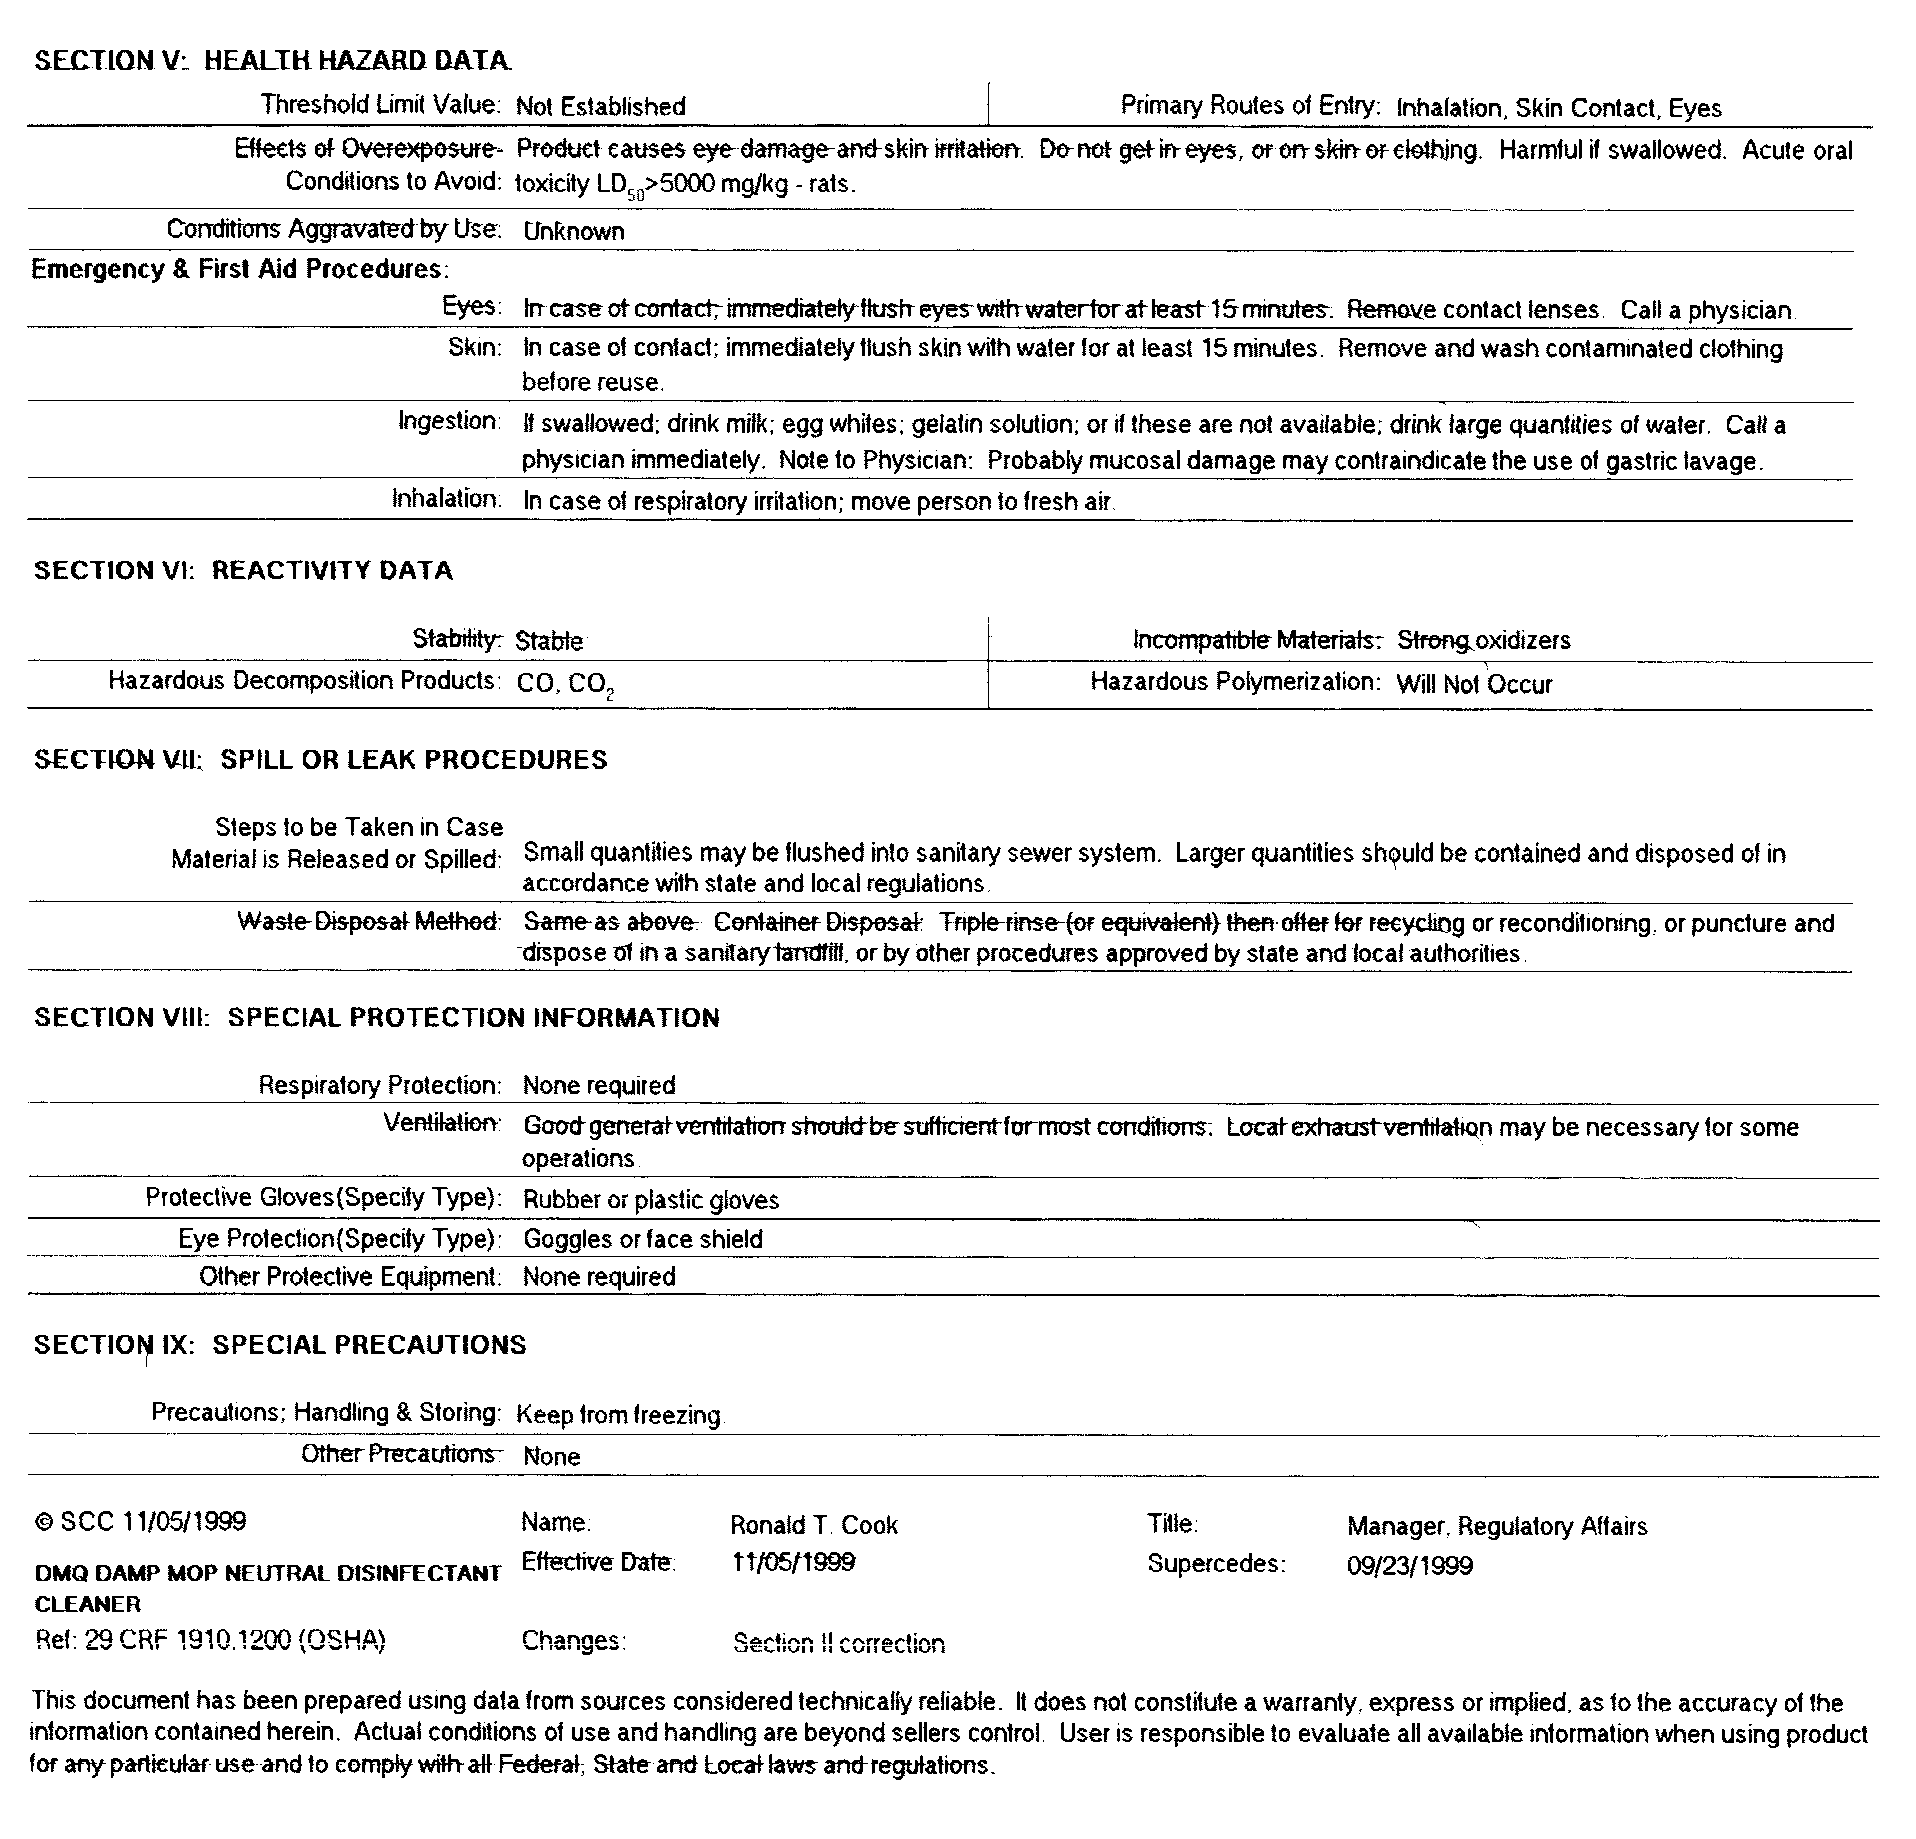 SECTION V: HEALTH HAZARD DATA
Threshold Limit Value: Not Established Primary Routes of Entry: Inhalation, Skin Contact, Eyes
Effects of Overexposure- Product causes eye damage and skin irritation. Do not get in eyes, or on skin or clothing. Harmful if swallowed. Acute oral
Conditions to Avoid: toxicity LD50>5000 mg/kg - rats.
Conditions Aggravated by Use: Unknown
Emergency & First Aid Procedures:
Eyes: In case of contact; immediately flush eyes with water for at least 15 minutes. Remove contact lenses. Call a physician.
Skin: In case of contact; immediately flush skin with water for at least 15 minutes. Remove and wash contaminated clothing
before reuse.
Ingestion: If swallowed; drink milk; egg whites; gelatin solution; or if these are not available; drink large quantities of water. Call a
physician immediately. Note to Physician: Probably mucosal damage may contraindicate the use of gastric lavage.
Inhalation: In case of respiratory irritation; move person to fresh air.
SECTION VI: REACTIVITY DATA
Stability: Stable Incompatible Materials: Strong oxidizers
Hazardous Decomposition Products: CO, CO2 Hazardous Polymerization: Will Not Occur
SECTION VII: SPILL OR LEAK PROCEDURES
Steps to be Taken in Case
Material is Released or Spilled: Small quantities may be flushed into sanitary sewer system. Larger quantities should be contained and disposed of in
accordance with state and local regulations.
Waste Disposal Method: Same as above. Container Disposal: Triple rinse (or equivalent) then offer for recycling or reconditioning, or puncture and
dispose of in a sanitary landfill, or by other procedures approved by state and local authorities.
SECTION VIII: SPECIAL PROTECTION INFORMATION
Respiratory Protection: None required
Ventilation: Good general ventilation should be sufficient for most conditions. Local exhaust ventilation may be necessary for some
operations.
Protective Gloves(Specify Type): Rubber or plastic gloves
Eye Protection(Specify Type): Goggles or face shield
Other Protective Equipment: None required
SECTION IX: SPECIAL PRECAUTIONS
Precautions; Handling & Storing: Keep from freezing.
Other Precautions: None
© SCC 11/05/1999 Name: Ronald T. Cook Title: Manager, Regulatory Affairs
DMQ DAMP MOP NEUTRAL DISINFECTANT Effective Date: 11/05/1999 Supercedes: 09/23/1999
CLEANER
Ref: 29 CRF 1910.1200 (OSHA) Changes: Section II correction
This document has been prepared using data from sources considered technically reliable. It does not constitute a warranty, express or implied, as to the accuracy of the
information contained herein. Actual conditions of use and handling are beyond sellers control. User is responsible to evaluate all available information when using product
for any particular use and to comply with all Federal, State and Local laws and regulations.